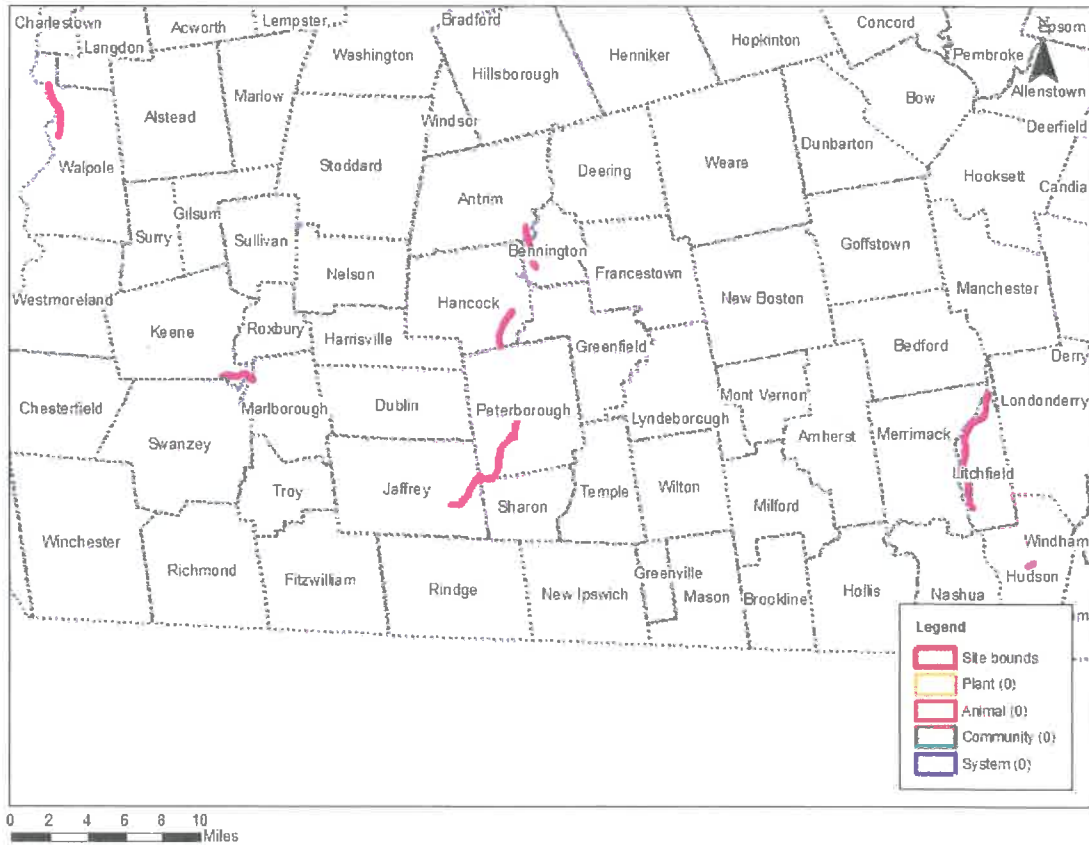 Charlestown
Acworth
Lempster
Bradford
Concord
N
Epsom
Langdon
Washington
Henniker
Hopkinton
Pembroke
Hillsborough
Allenstown
Marlow
Bow
Alstead
Windsor
Deerfield
Walpole
Stoddard
Deering
Weare
Dunbarton
Hooksett
Candia
Antrim
Gilsum
Surry
Sullivan
Bennington
Goffstown
Nelson
Francestown
Westmoreland
New Boston
Manchester
Keene
Roxbury
Hancock
Harrisville
Greenfield
Bedford
Derry
Chesterfield
Marlborough
Dublin
Peterborough
Mont Vernon
Londonderry
Lyndeborough
Swanzey
Amherst
Merrimack
Litchfield
Troy
Jaffrey
Sharon
Temple
Wilton
Milford
Winchester
Windham
Richmond
Fitzwilliam
Rindge
New Ipswich
Greenville
Mason
Brookline
Hollis
Nashua
Hudson
Legend
Site bounds
Plant (0)
Animal (0)
Community (0)
System (0)
0 2 4 6 8 10
Miles